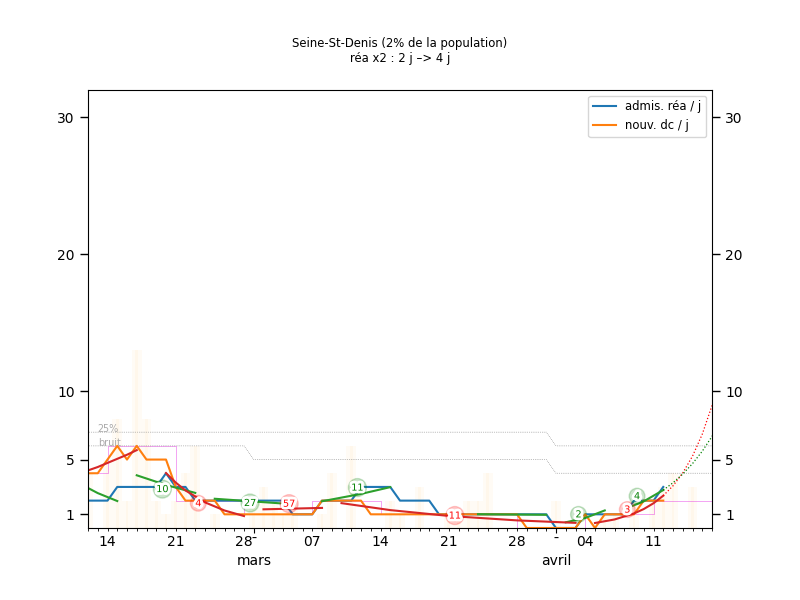 Seine-St-Denis (2% de la population)
réa x2 : 2 j –> 4 j
admis. réa / j
nouv. dc / j
30 30
20 20
10 10
25%
bruit
5 5
10 4 27 57 11 11 2 3 4
1 1
14 21 28- 07 14 21 28 - 04 11
mars avril